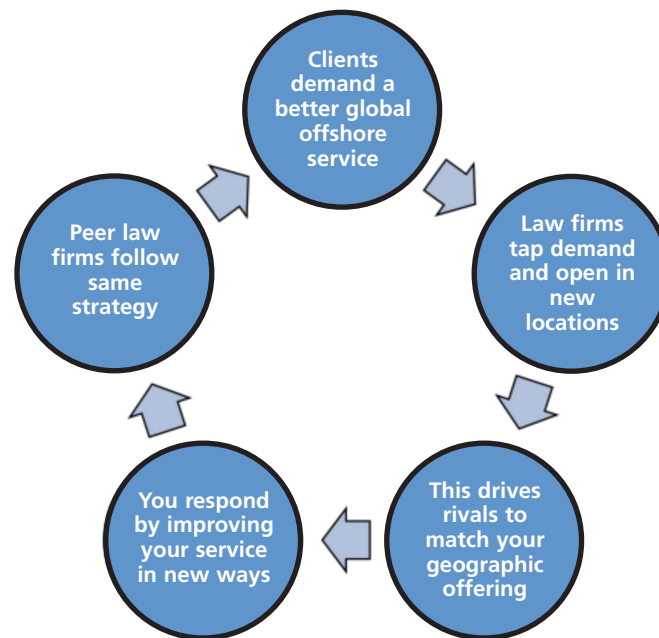 Clients
demand a
better global
offshore
service
Law firms
tap demand
and open in
new
locations
This drives
rivals to
match your
geographic
offering
You respond
by improving
your service
in new ways
Peer law
firms follow
same
strategy